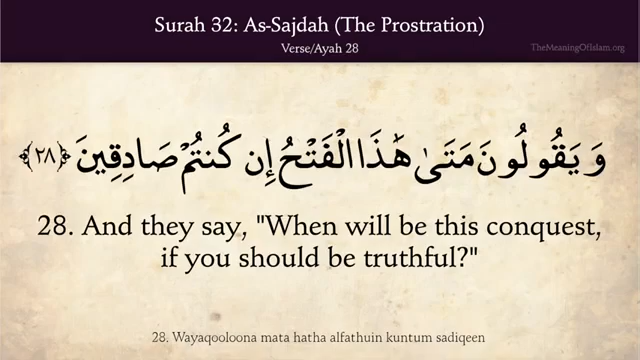 Surah 32: As-Sajdah (The Prostration)
Verse/Ayah 28
TheMeaningOfIslam.org
وَيَقُولُونَ مَتَىٰ هَٰذَا الْفَتْحُ إِن كُنتُمْ صَادِقِينَ ﴿٢٨﴾
28. And they say, "When will be this conquest,
if you should be truthful?"
28. Wayaqooloona mata hatha alfathuin kuntum sadiqeen